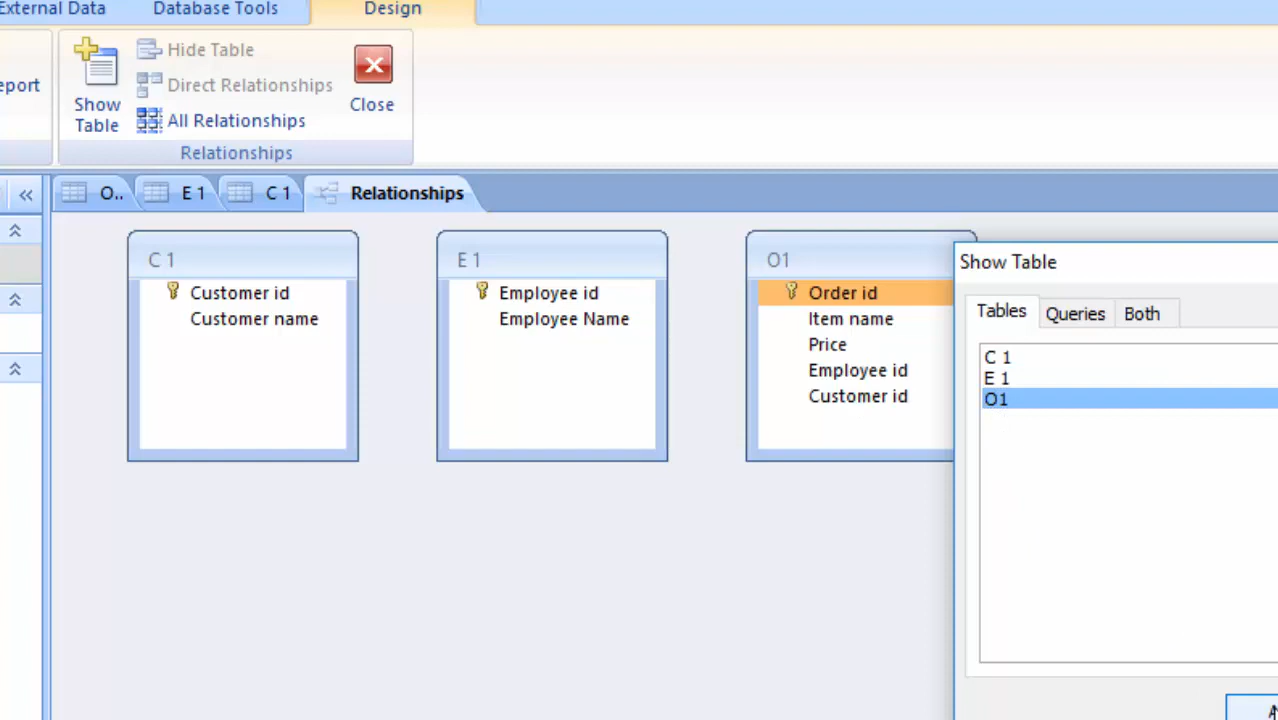 External Data Database Tools Design
eport
Show Table
Hide Table
Direct Relationships
All Relationships
Close
Relationships
O.. E 1 C 1 Relationships
C 1
Customer id
Customer name
E 1
Employee id
Employee Name
O1
Order id
Item name
Price
Employee id
Customer id
Show Table
Tables Queries Both
C 1
E 1
O1